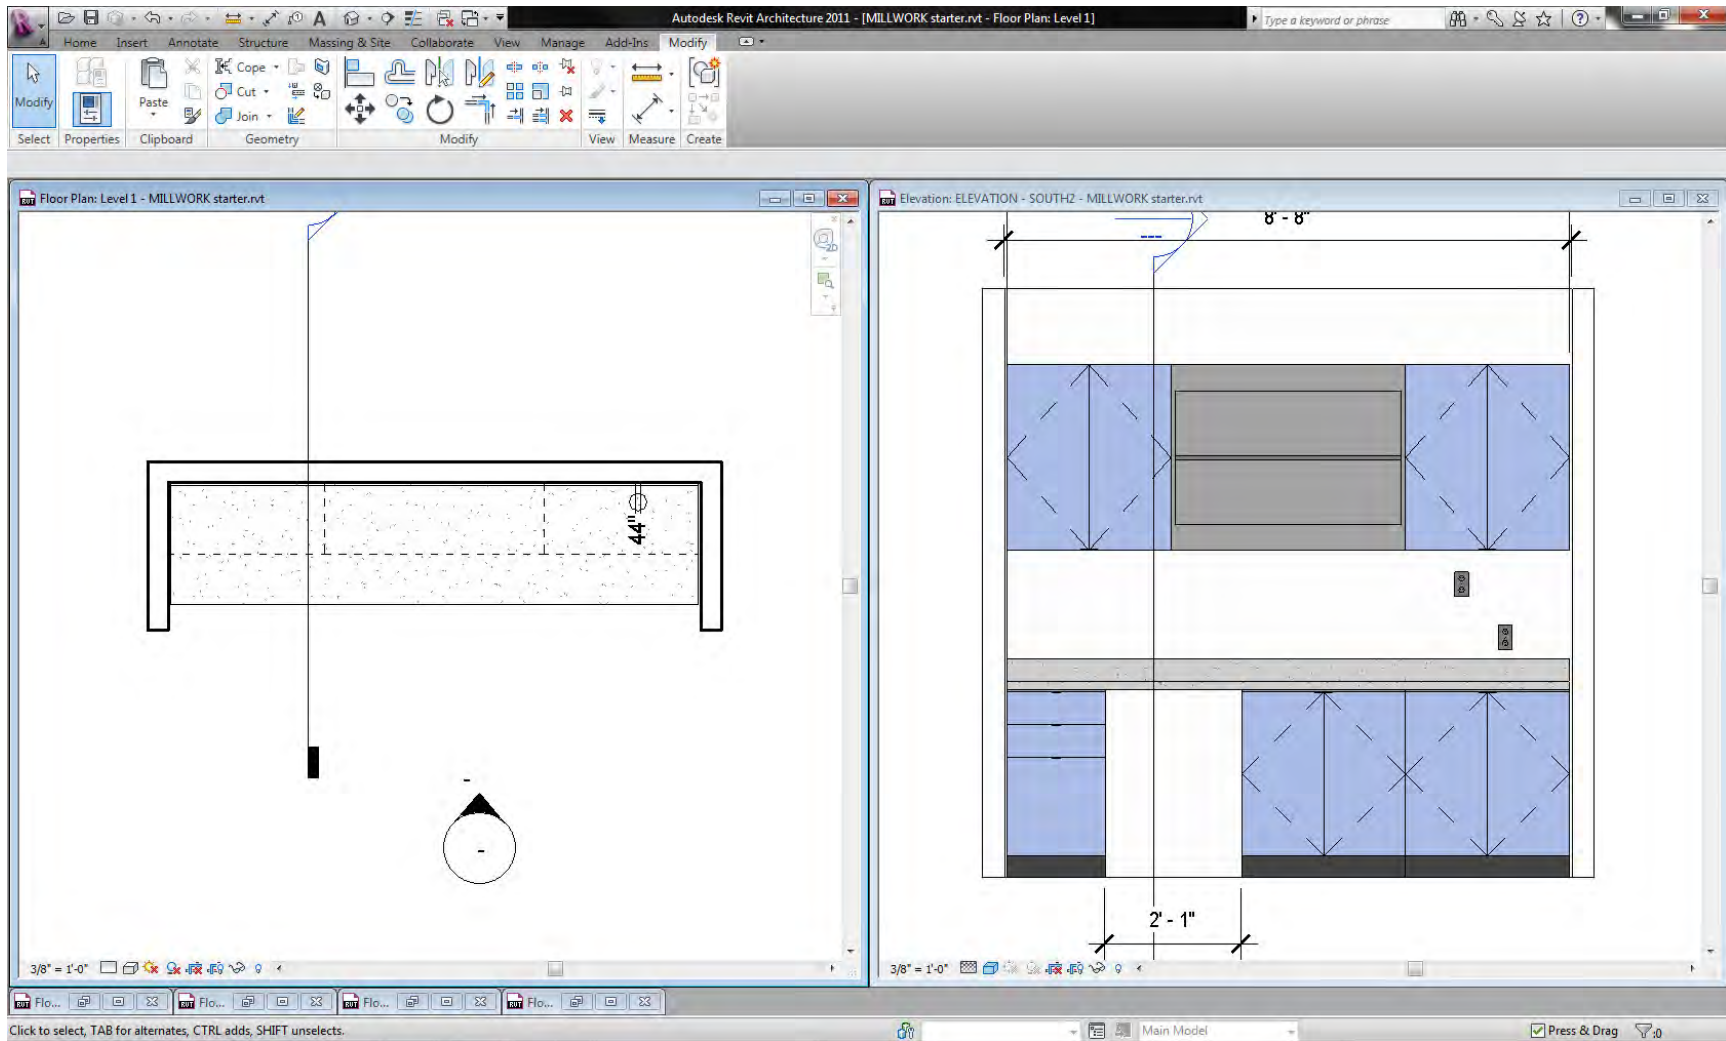 Autodesk Revit Architecture 2011 - [MILLWORK starter.rvt - Floor Plan: Level 1]
Type a keyword or phrase
Home Insert Annotate Structure Massing & Site Collaborate View Manage Add-Ins Modify
Modify
Paste
Cope
Cut
Join
Select Properties Clipboard Geometry Modify View Measure Create
Floor Plan: Level 1 - MILLWORK starter.rvt
2D
44"
-
-
3/8" = 1'-0"
Elevation: ELEVATION - SOUTH2 - MILLWORK starter.rvt
8' - 8"
---
2' - 1"
3/8" = 1'-0"
Flo... Flo... Flo... Flo...
Click to select, TAB for alternates, CTRL adds, SHIFT unselects.
Main Model
Press & Drag
:0